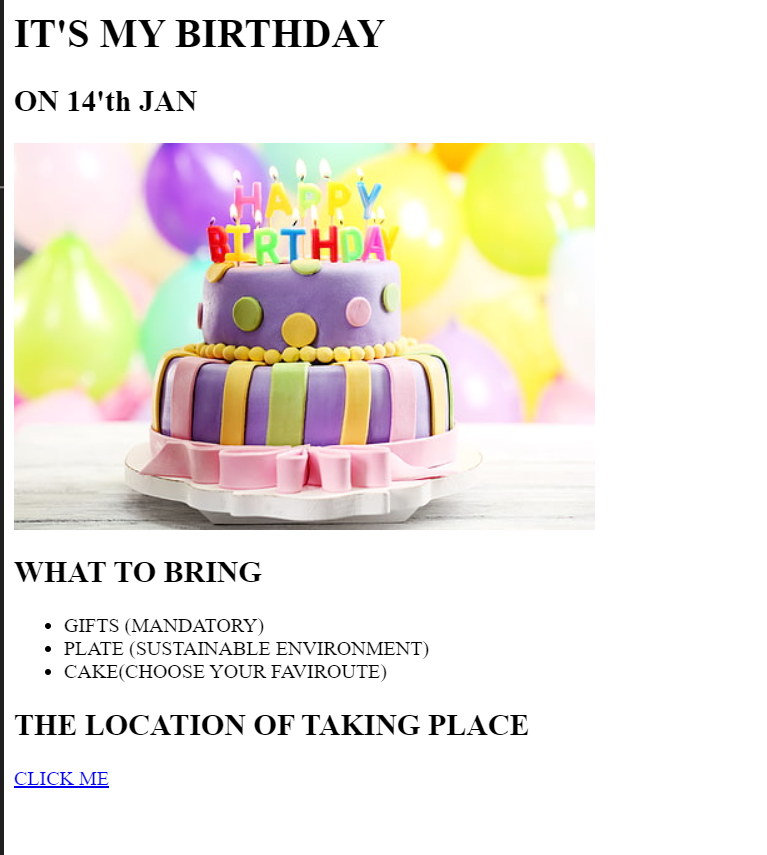 IT'S MY BIRTHDAY
ON 14'th JAN
HAPPY
BIRTHDAY
WHAT TO BRING
GIFTS (MANDATORY)
PLATE (SUSTAINABLE ENVIRONMENT)
CAKE(CHOOSE YOUR FAVIROUTE)
THE LOCATION OF TAKING PLACE
CLICK ME